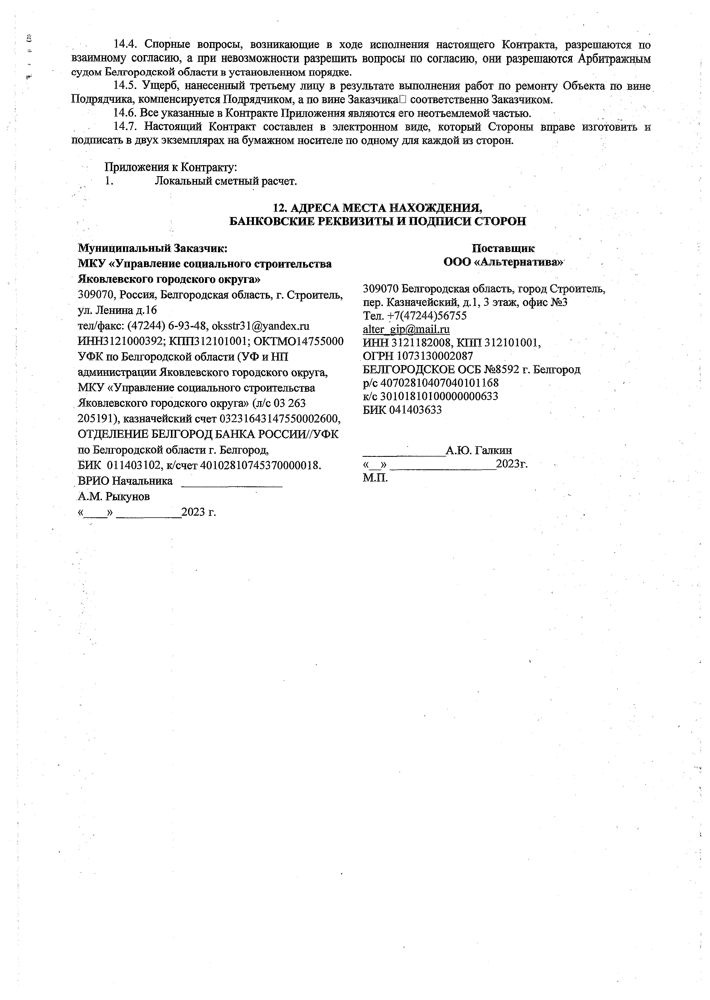 14.4. Спорные вопросы, возникающие в ходе исполнения настоящего Контракта, разрешаются по
взаимному согласию, а при невозможности разрешить вопросы по согласию, они разрешаются Арбитражным
судом Белгородской области в установленном порядке.
14.5. Ущерб, нанесенный третьему лицу в результате выполнения работ по ремонту Объекта по вине
Подрядчика, компенсируется Подрядчиком, а по вине Заказчика□ соответственно Заказчиком.
14.6. Все указанные в Контракте Приложения являются его неотъемлемой частью.
14.7. Настоящий Контракт составлен в электронном виде, который Стороны вправе изготовить и
подписать в двух экземплярах на бумажном носителе по одному для каждой из сторон.
Приложения к Контракту:
1. Локальный сметный расчет.
12. АДРЕСА МЕСТА НАХОЖДЕНИЯ,
БАНКОВСКИЕ РЕКВИЗИТЫ И ПОДПИСИ СТОРОН
Муниципальный Заказчик:
МКУ «Управление социального строительства
Яковлевского городского округа»
309070, Россия, Белгородская область, г. Строитель,
ул. Ленина д.16
тел/факс: (47244) 6-93-48, oksstr31@yandex.ru
ИНН3121000392; КПП312101001; ОКТМО14755000
УФК по Белгородской области (УФ и НП
администрации Яковлевского городского округа,
МКУ «Управление социального строительства
Яковлевского городского округа» (л/с 03 263
205191), казначейский счет 03231643147550002600,
ОТДЕЛЕНИЕ БЕЛГОРОД БАНКА РОССИИ//УФК
по Белгородской области г. Белгород,
БИК 011403102, к/счет 40102810745370000018.
ВРИО Начальника ________________
А.М. Рыкунов
«____» ___________2023 г.
Поставщик
ООО «Альтернатива»
309070 Белгородская область, город Строитель,
пер. Казначейский, д.1, 3 этаж, офис №3
Тел. +7(47244)56755
alter_gip@mail.ru
ИНН 3121182008, КПП 312101001,
ОГРН 1073130002087
БЕЛГОРОДСКОЕ ОСБ №8592 г. Белгород
р/с 40702810407040101168
к/с 30101810100000000633
БИК 041403633
______________А.Ю. Галкин
«__» __________________2023г.
М.П.